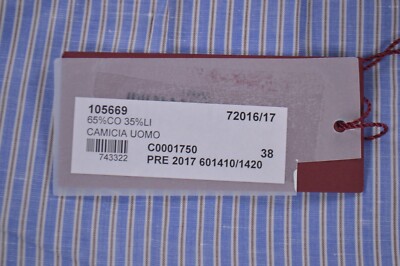 105669 72016/17
65%CO 35%LI
CAMICIA UOMO
C0001750 38
743322
PRE 2017 601410/1420